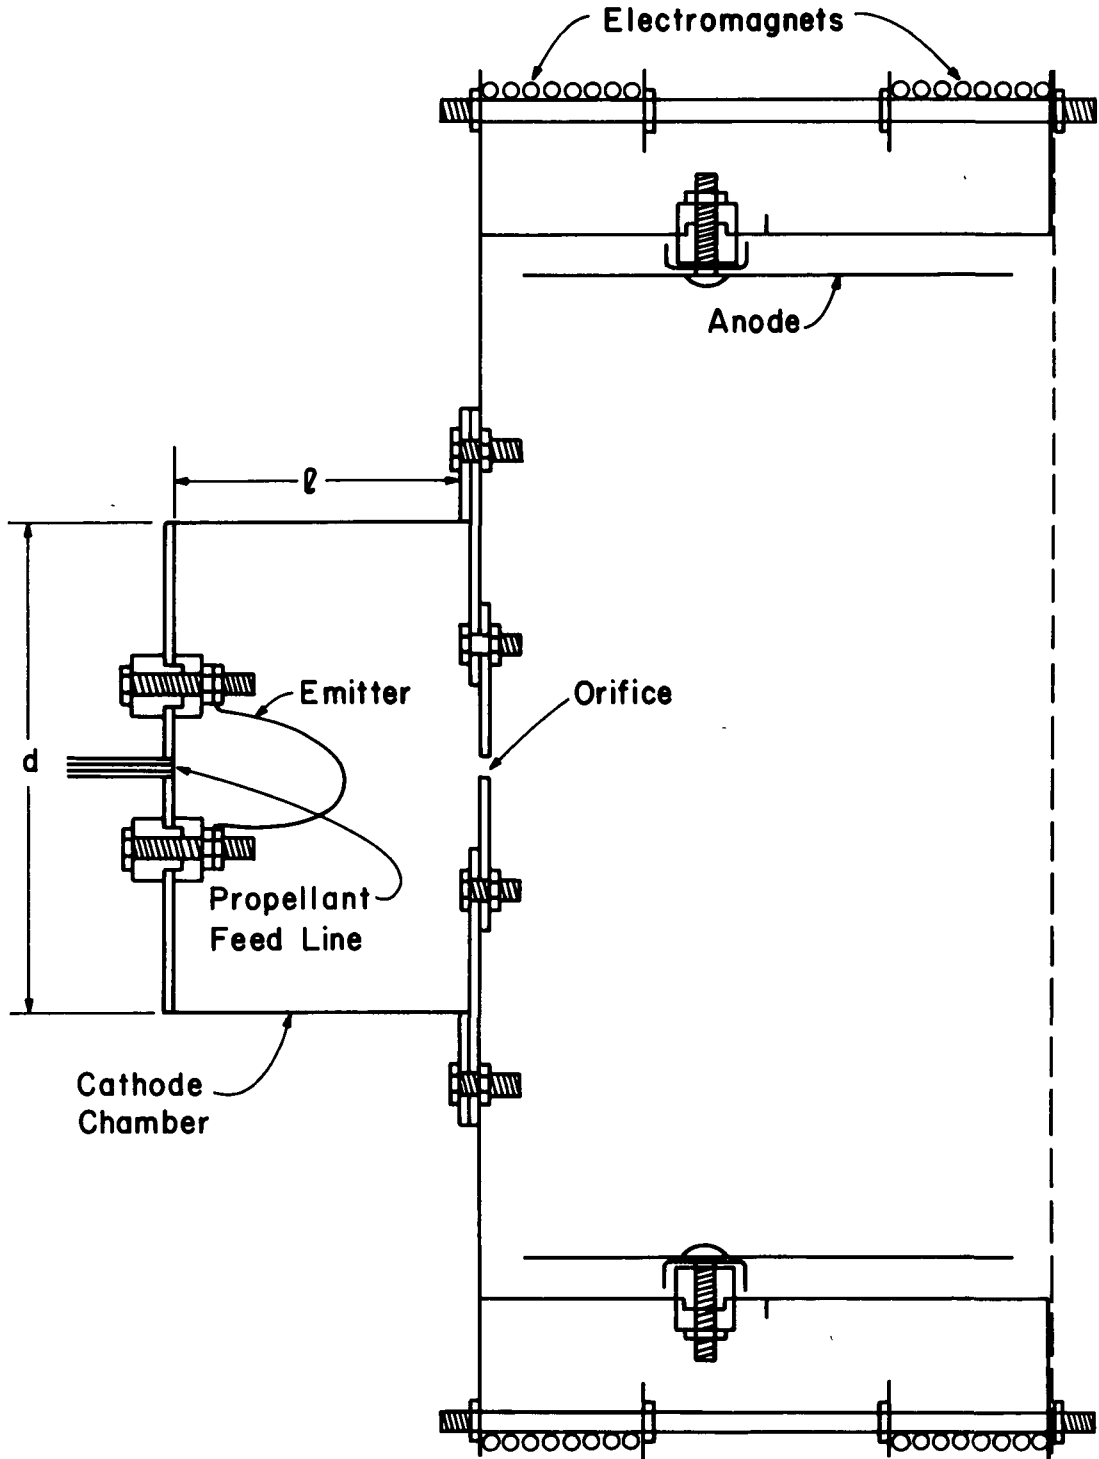 Electromagnets
Anode
ℓ
Emitter
Orifice
d
Propellant
Feed Line
Cathode
Chamber